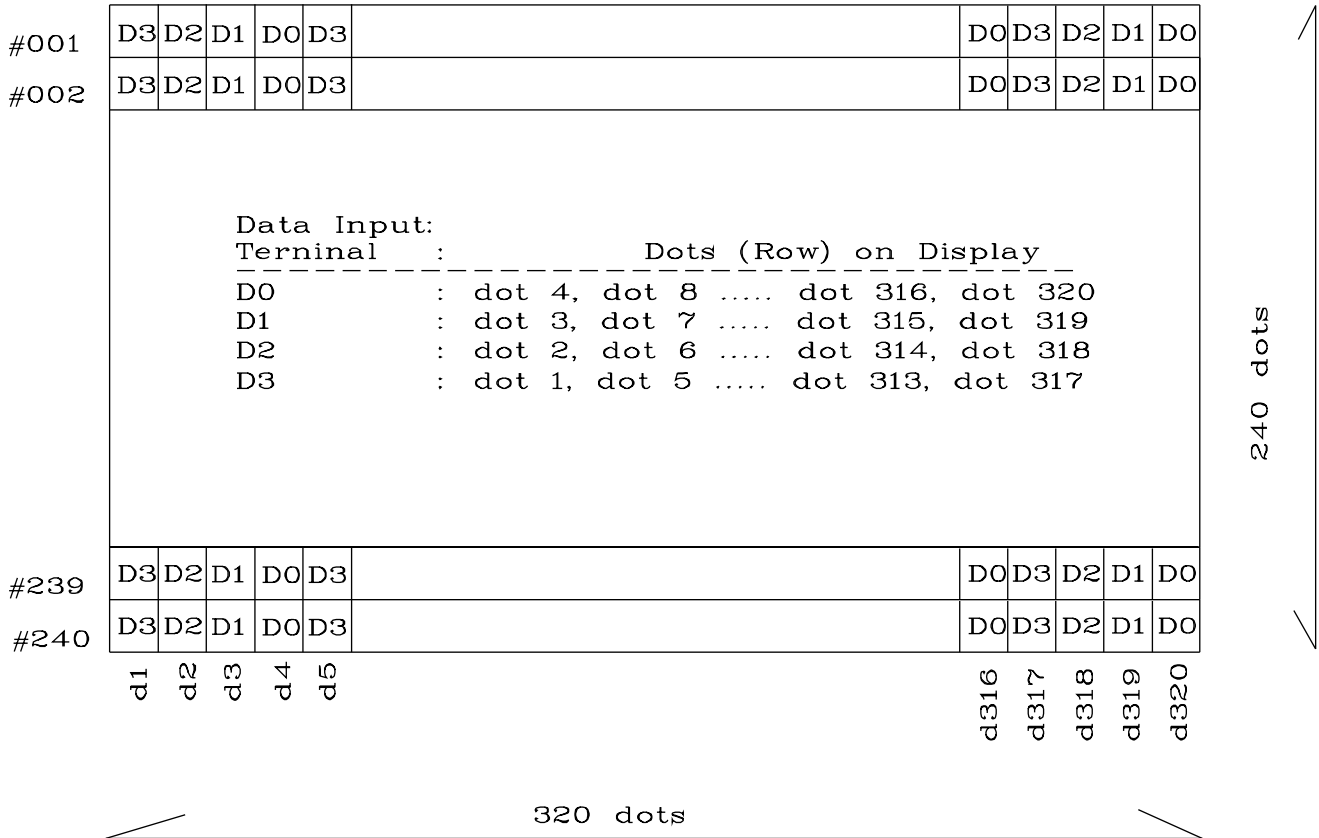 #001 D3 D2 D1 D0 D3 D0 D3 D2 D1 D0
#002 D3 D2 D1 D0 D3 D0 D3 D2 D1 D0
Data Input:
Terninal : Dots (Row) on Display
D0 : dot 4, dot 8 ..... dot 316, dot 320
D1 : dot 3, dot 7 ..... dot 315, dot 319
D2 : dot 2, dot 6 ..... dot 314, dot 318
D3 : dot 1, dot 5 ..... dot 313, dot 317
240 dots
#239 D3 D2 D1 D0 D3 D0 D3 D2 D1 D0
#240 D3 D2 D1 D0 D3 D0 D3 D2 D1 D0
d1 d2 d3 d4 d5 d316 d317 d318 d319 d320
320 dots